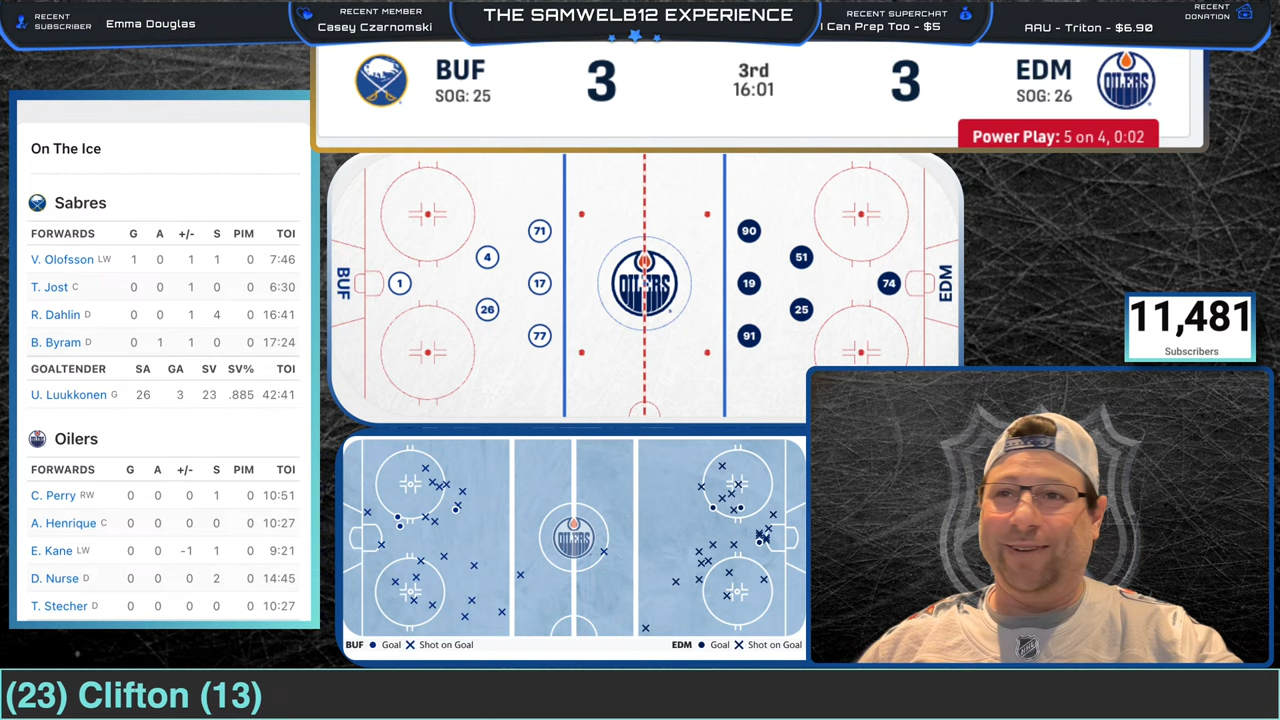 RECENT
SUBSCRIBER
Emma Douglas
RECENT MEMBER
Casey Czarnomski
THE SAMWELB12 EXPERIENCE
RECENT SUPERCHAT
I Can Prep Too - $5
RECENT
DONATION
AAU - Triton - $6.90
BUF
SOG: 25
3
3rd
16:01
3
EDM
SOG: 26
Power Play: 5 on 4, 0:02
On The Ice
Sabres
FORWARDS G A +/- S PIM TOI
V. Olofsson LW 1 0 1 1 0 7:46
T. Jost C 0 0 1 0 0 6:30
R. Dahlin D 0 0 1 4 0 16:41
B. Byram D 0 1 1 0 0 17:24
GOALTENDER SA GA SV SV% TOI
U. Luukkonen G 26 3 23 .885 42:41
Oilers
FORWARDS G A +/- S PIM TOI
C. Perry RW 0 0 0 1 0 10:51
A. Henrique C 0 0 0 0 0 10:27
E. Kane LW 0 0 -1 1 0 9:21
D. Nurse D 0 0 0 2 0 14:45
T. Stecher D 0 0 0 0 0 10:27
BUF
1
4
26
71
17
77
OILERS
90
19
91
51
25
74
EDM
11,481
Subscribers
OILERS
BUF Goal Shot on Goal
EDM Goal Shot on Goal
NHL
(23) Clifton (13)